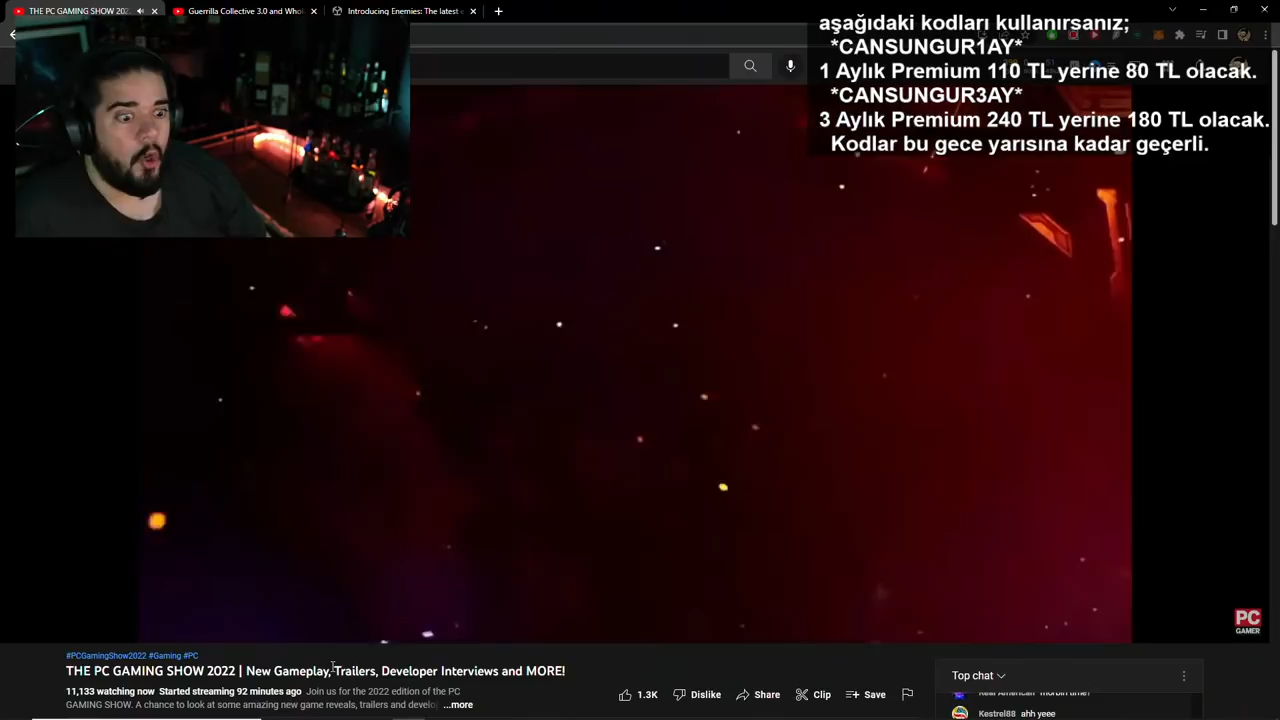 THE PC GAMING SHOW 202
Guerrilla Collective 3.0 and Whol
Introducing Enemies: The latest
aşağıdaki kodları kullanırsanız;
*CANSUNGUR1AY*
1 Aylık Premium 110 TL yerine 80 TL olacak.
*CANSUNGUR3AY*
3 Aylık Premium 240 TL yerine 180 TL olacak.
Kodlar bu gece yarısına kadar geçerli.
PC
GAMER
#PCGamingShow2022 #Gaming #PC
THE PC GAMING SHOW 2022 | New Gameplay, Trailers, Developer Interviews and MORE!
11,133 watching now Started streaming 92 minutes ago Join us for the 2022 edition of the PC
GAMING SHOW. A chance to look at some amazing new game reveals, trailers and develo ...more
1.3K Dislike Share Clip Save
Top chat
Real American morbin time!
Kestrel88 ahh yeee